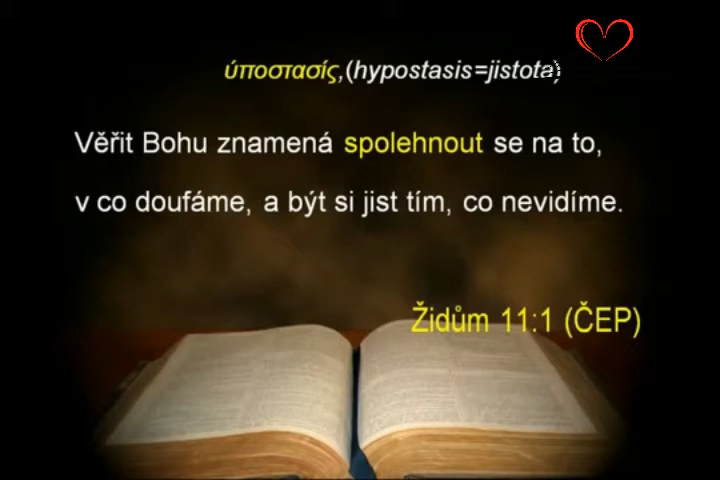 ύποστασίς,(hypostasis=jistota)
Věřit Bohu znamená spolehnout se na to,
v co doufáme, a být si jist tím, co nevidíme.
Židům 11:1 (ČEP)